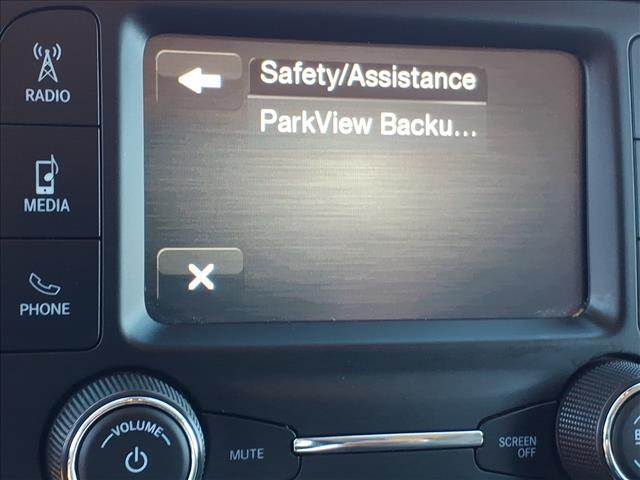 RADIO
MEDIA
PHONE
Safety/Assistance
ParkView Backu...
VOLUME
MUTE
SCREEN
OFF